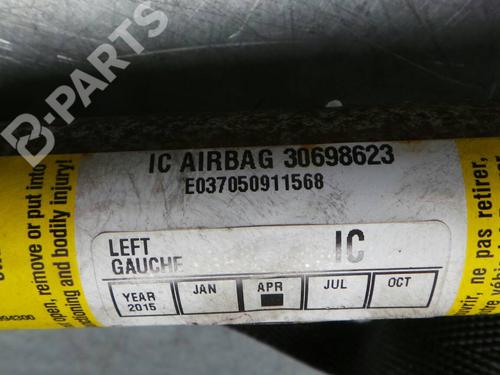 B-PARTS
IC AIRBAG 30698623
E037050911568
LEFT
GAUCHE
IC
YEAR
2015
JAN
APR
JUL
OCT
open, remove or put into
and bodily injury!
pas retirer,